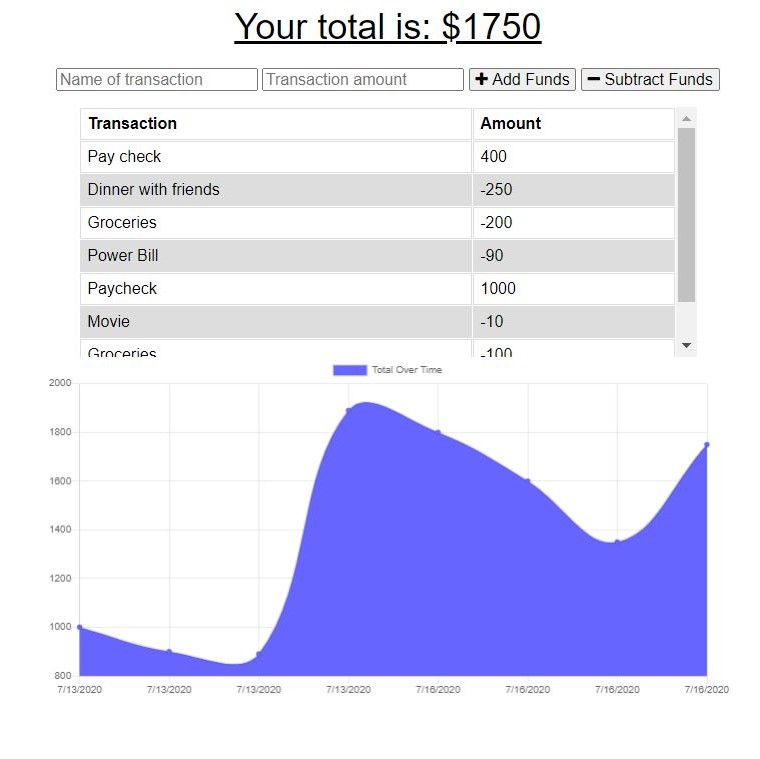 Your total is: $1750
Name of transaction Transaction amount + Add Funds − Subtract Funds
Transaction Amount
Pay check 400
Dinner with friends -250
Groceries -200
Power Bill -90
Paycheck 1000
Movie -10
Groceries -100
Total Over Time
2000
1800
1600
1400
1200
1000
800
7/13/2020 7/13/2020 7/13/2020 7/13/2020 7/16/2020 7/16/2020 7/16/2020 7/16/2020